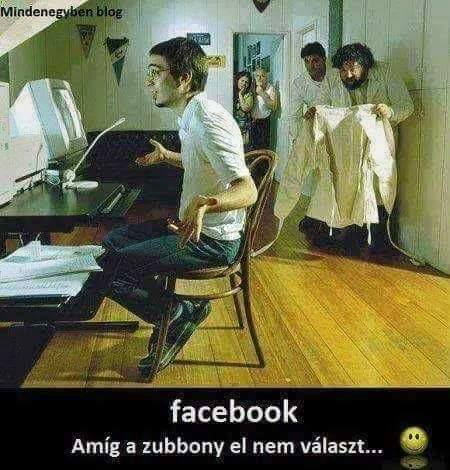 Mindenegyben blog
facebook
Amíg a zubbony el nem választ...